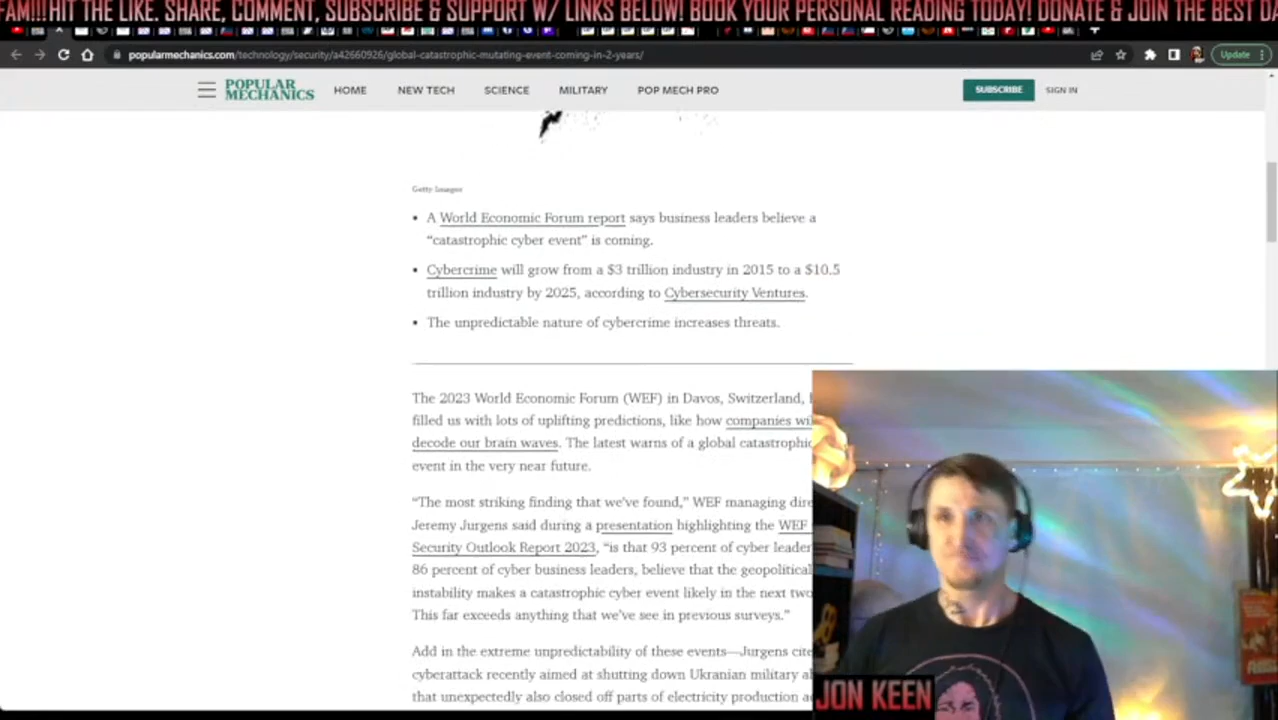 FAM!!!HIT THE LIKE. SHARE, COMMENT, SUBSCRIBE & SUPPORT W/ LINKS BELOW! BOOK YOUR PERSONAL READING TODAY! DONATE & JOIN THE BEST
popularmechanics.com/technology/security/a42660926/global-catastrophic-mutating-event-coming-in-2-years/
Update
POPULAR
MECHANICS
HOME NEW TECH SCIENCE MILITARY POP MECH PRO SUBSCRIBE SIGN IN
Getty Images
• A World Economic Forum report says business leaders believe a
“catastrophic cyber event” is coming.
• Cybercrime will grow from a $3 trillion industry in 2015 to a $10.5
trillion industry by 2025, according to Cybersecurity Ventures.
• The unpredictable nature of cybercrime increases threats.
The 2023 World Economic Forum (WEF) in Davos, Switzerland,
filled us with lots of uplifting predictions, like how companies wi
decode our brain waves. The latest warns of a global catastrophic
event in the very near future.
“The most striking finding that we’ve found,” WEF managing dire
Jeremy Jurgens said during a presentation highlighting the WEF
Security Outlook Report 2023, “is that 93 percent of cyber leader
86 percent of cyber business leaders, believe that the geopolitical
instability makes a catastrophic cyber event likely in the next two
This far exceeds anything that we’ve see in previous surveys.”
Add in the extreme unpredictability of these events—Jurgens cite
cyberattack recently aimed at shutting down Ukranian military a
that unexpectedly also closed off parts of electricity production a
JON KEEN